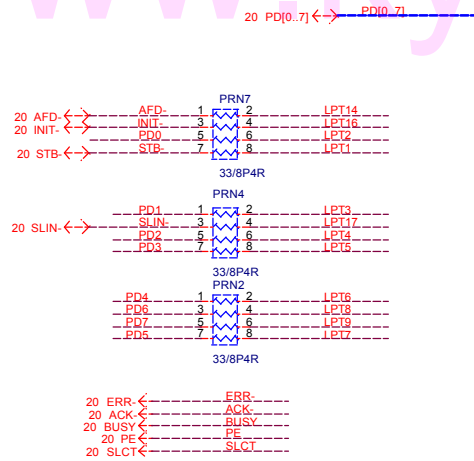 20 PD[0..7] PD[0..7]
PRN7
20 AFD- AFD- 1 2 LPT14
20 INIT- INIT- 3 4 LPT16
PD0 5 6 LPT2
20 STB- STB- 7 8 LPT1
33/8P4R
PRN4
PD1 1 2 LPT3
20 SLIN- SLIN- 3 4 LPT17
PD2 5 6 LPT4
PD3 7 8 LPT5
33/8P4R
PRN2
PD4 1 2 LPT6
PD6 3 4 LPT8
PD7 5 6 LPT9
PD5 7 8 LPT7
33/8P4R
20 ERR- ERR-
20 ACK- ACK-
20 BUSY BUSY
20 PE PE
20 SLCT SLCT